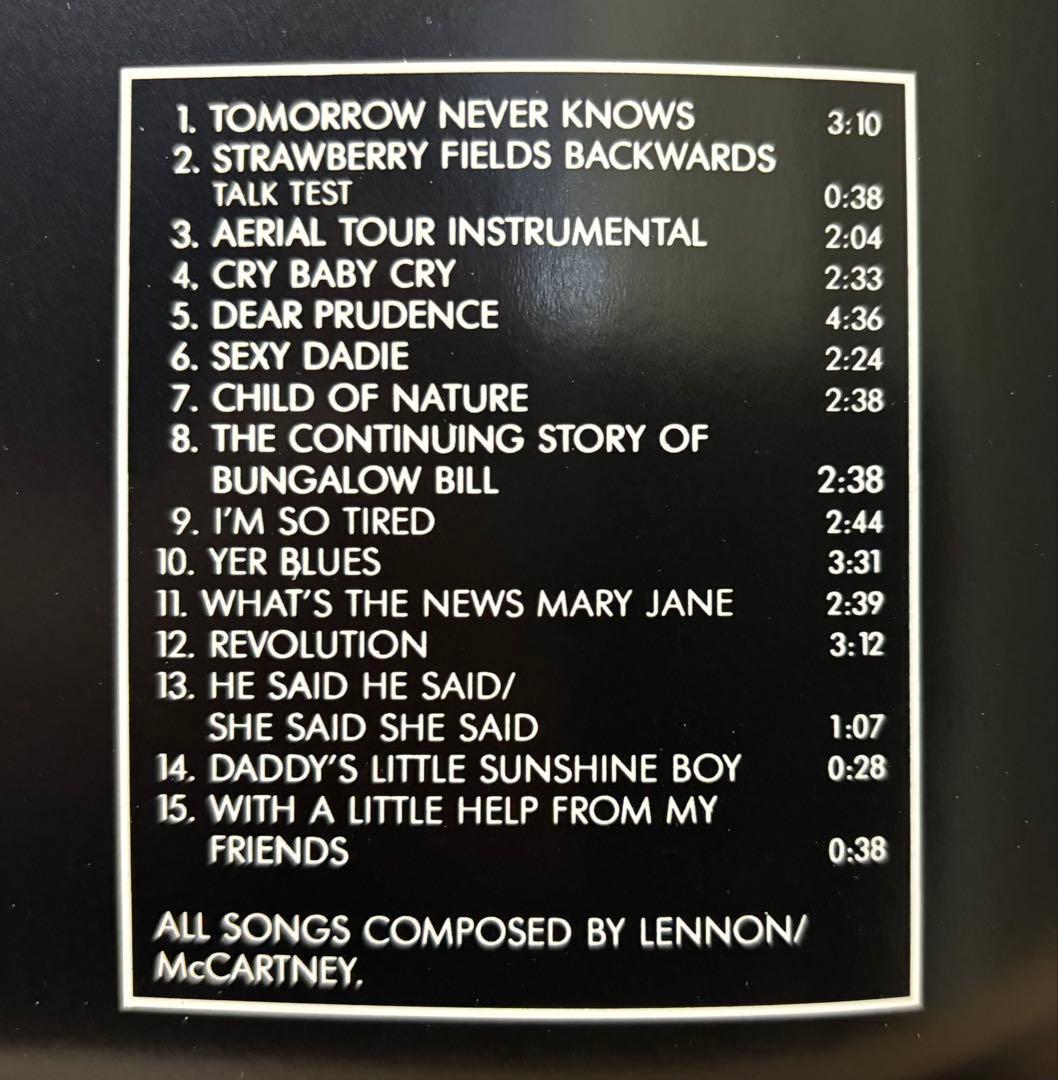 1. TOMORROW NEVER KNOWS 3:10
2. STRAWBERRY FIELDS BACKWARDS
TALK TEST 0:38
3. AERIAL TOUR INSTRUMENTAL 2:04
4. CRY BABY CRY 2:33
5. DEAR PRUDENCE 4:36
6. SEXY DADIE 2:24
7. CHILD OF NATURE 2:38
8. THE CONTINUING STORY OF
BUNGALOW BILL 2:38
9. I'M SO TIRED 2:44
10. YER BLUES 3:31
11. WHAT'S THE NEWS MARY JANE 2:39
12. REVOLUTION 3:12
13. HE SAID HE SAID/
SHE SAID SHE SAID 1:07
14. DADDY'S LITTLE SUNSHINE BOY 0:28
15. WITH A LITTLE HELP FROM MY
FRIENDS 0:38
ALL SONGS COMPOSED BY LENNON/
McCARTNEY.